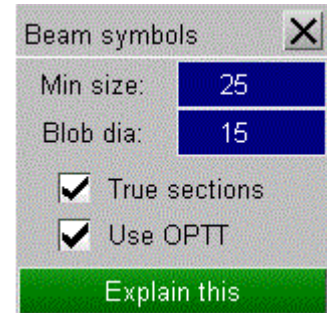 Beam symbols
Min size: 25
Blob dia: 15
True sections
Use OPTT
Explain this